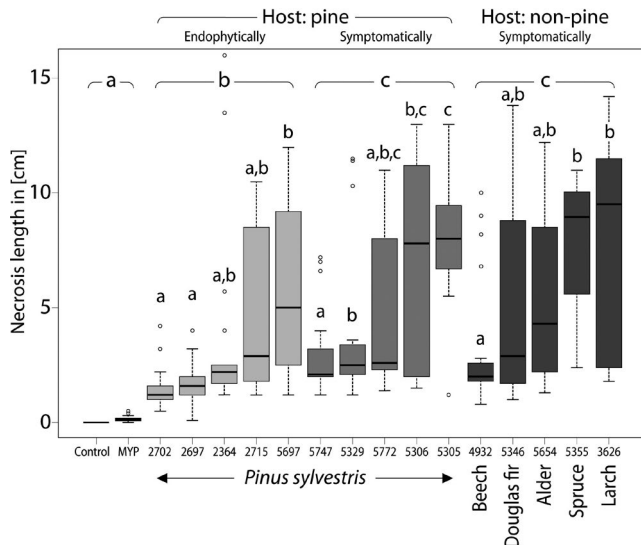 Host: pine
Host: non-pine
Endophytically
Symptomatically
Symptomatically
15
10
5
0
Necrosis length in [cm]
a
b
c
c
a
a
a,b
a,b
b
a
b
a,b,c
b,c
c
a
a,b
a,b
b
b
Control MYP 2702 2697 2364 2715 5697 5747 5329 5772 5306 5305 4932 5346 5654 5355 3626
Pinus sylvestris
Beech
Douglas fir
Alder
Spruce
Larch